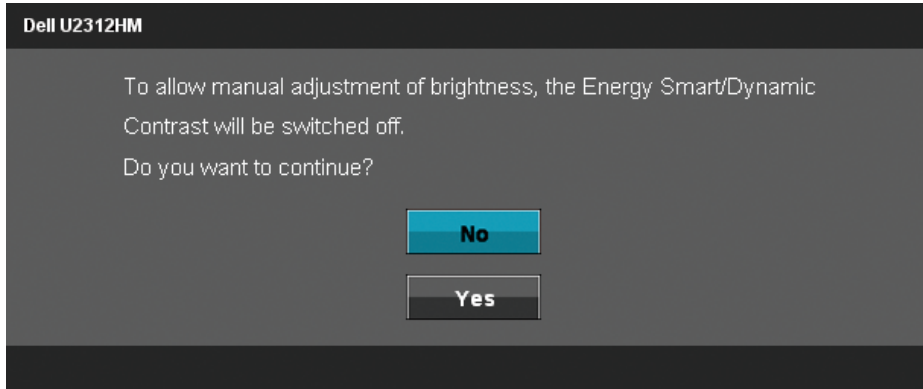 Dell U2312HM
To allow manual adjustment of brightness, the Energy Smart/Dynamic
Contrast will be switched off.
Do you want to continue?
No
Yes